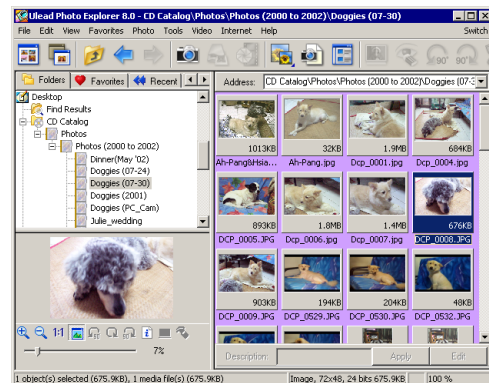 Ulead Photo Explorer 8.0 - CD Catalog\Photos\Photos (2000 to 2002)\Doggies (07-30)
File Edit View Favorites Photo Tools Video Internet Help Switch
90° 90°
Folders Favorites Recent
Address: CD Catalog\Photos\Photos (2000 to 2002)\Doggies (07-3
Desktop
Find Results
CD Catalog
Photos
Photos (2000 to 2002)
Dinner(May '02)
Doggies (07-24)
Doggies (07-30)
Doggies (2001)
Doggies (PC_Cam)
Julie_wedding
1013KB 32KB 1.9MB 684KB
Ah-Pang&Hsia... Ah-Pang.jpg Dcp_0001.jpg Dcp_0004.jpg
893KB 1.8MB 1.4MB 676KB
DCP_0005.JPG Dcp_0006.jpg Dcp_0007.jpg DCP_0008.JPG
903KB 194KB 204KB 48KB
DCP_0009.JPG DCP_0529.JPG DCP_0530.JPG DCP_0532.JPG
1:1
7%
Description: Apply Edit
1 object(s) selected (675.9KB), 1 media file(s) (675.9KB) Image, 72x48, 24 bits 675.9KB 100 %